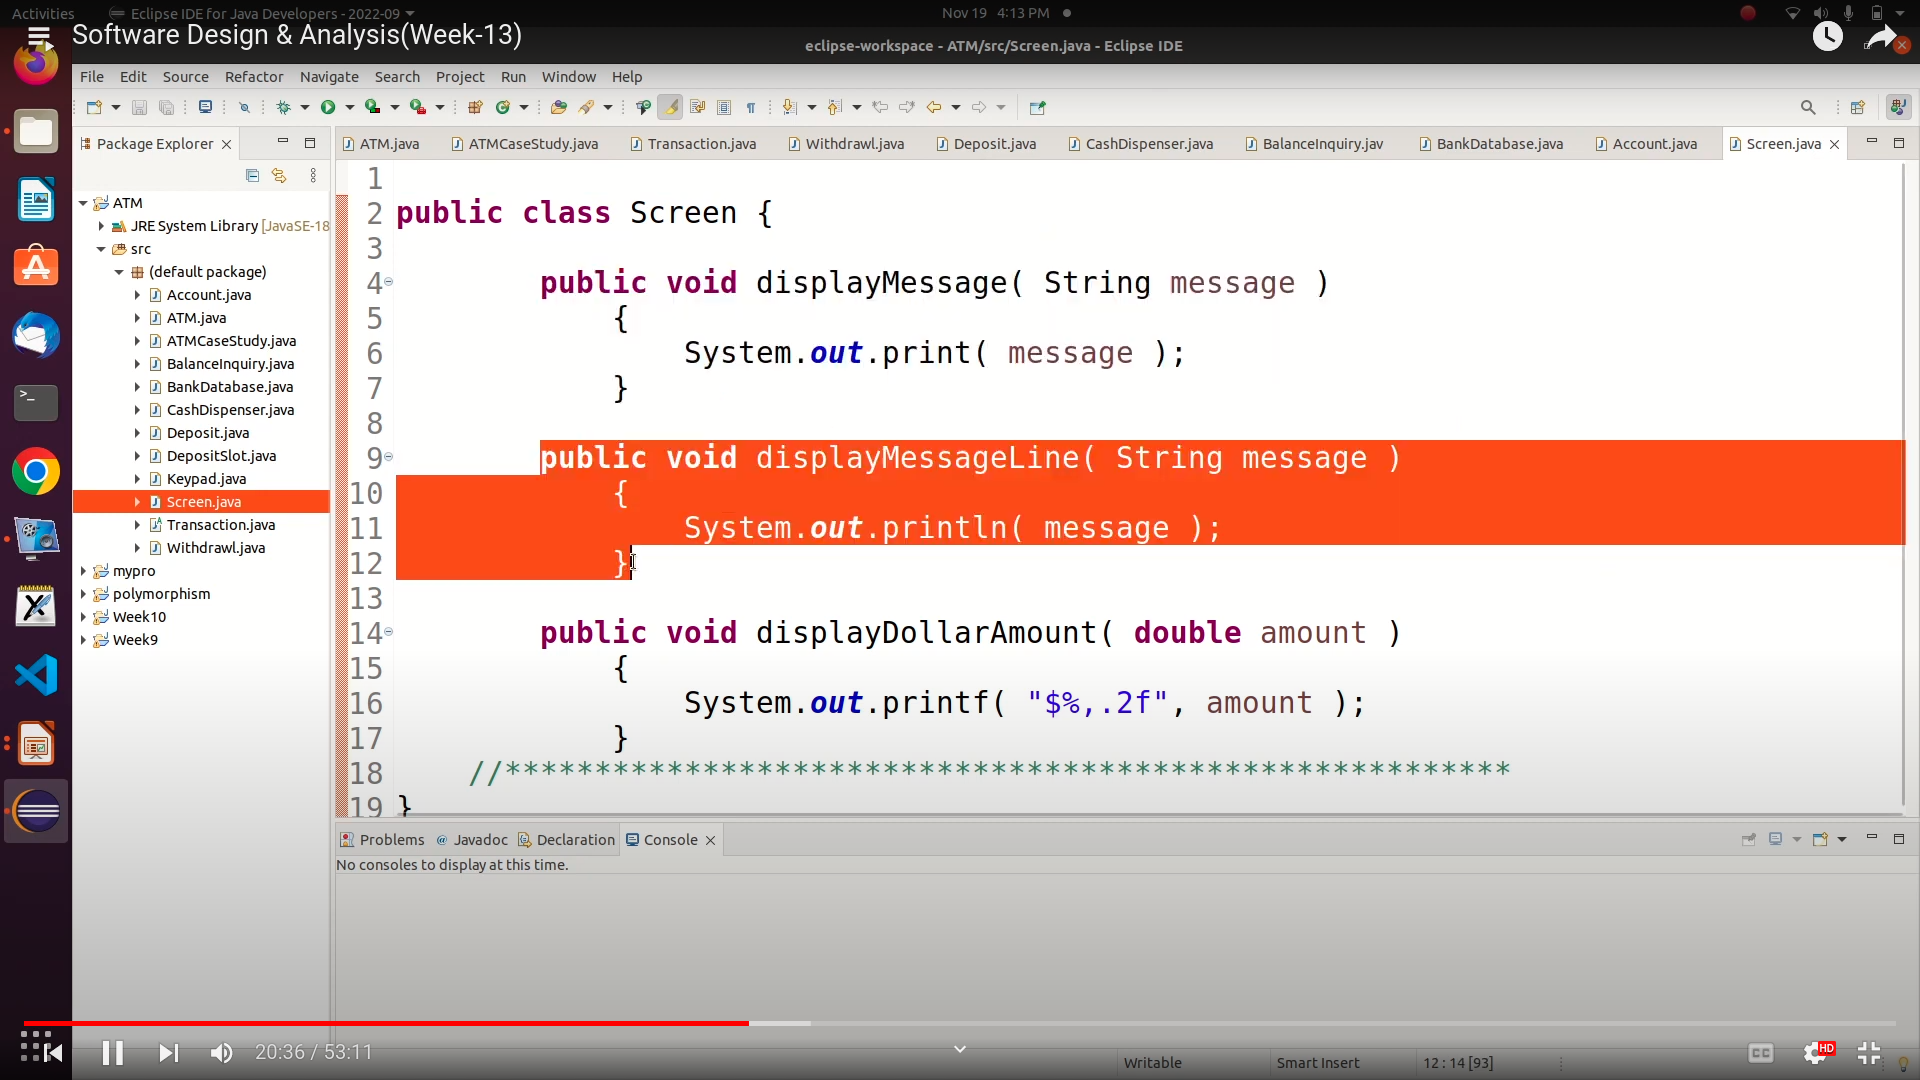 Activities
Eclipse IDE for Java Developers - 2022-09
Nov 19 4:13 PM
Software Design & Analysis(Week-13)
eclipse-workspace - ATM/src/Screen.java - Eclipse IDE
File Edit Source Refactor Navigate Search Project Run Window Help
Package Explorer
ATM.java ATMCaseStudy.java Transaction.java Withdrawl.java Deposit.java CashDispenser.java BalanceInquiry.jav BankDatabase.java Account.java Screen.java
ATM
JRE System Library [JavaSE-18
src
(default package)
Account.java
ATM.java
ATMCaseStudy.java
BalanceInquiry.java
BankDatabase.java
CashDispenser.java
Deposit.java
DepositSlot.java
Keypad.java
Screen.java
Transaction.java
Withdrawl.java
mypro
polymorphism
Week10
Week9
1
2 public class Screen {
3
4 public void displayMessage( String message )
5 {
6 System.out.print( message );
7 }
8
9 public void displayMessageLine( String message )
10 {
11 System.out.println( message );
12 }
13
14 public void displayDollarAmount( double amount )
15 {
16 System.out.printf( "$%,.2f", amount );
17 }
18 //********************************************************
19 }
Problems @ Javadoc Declaration Console
No consoles to display at this time.
20:36 / 53:11
Writable
Smart Insert
12 : 14 [93]
CC
HD